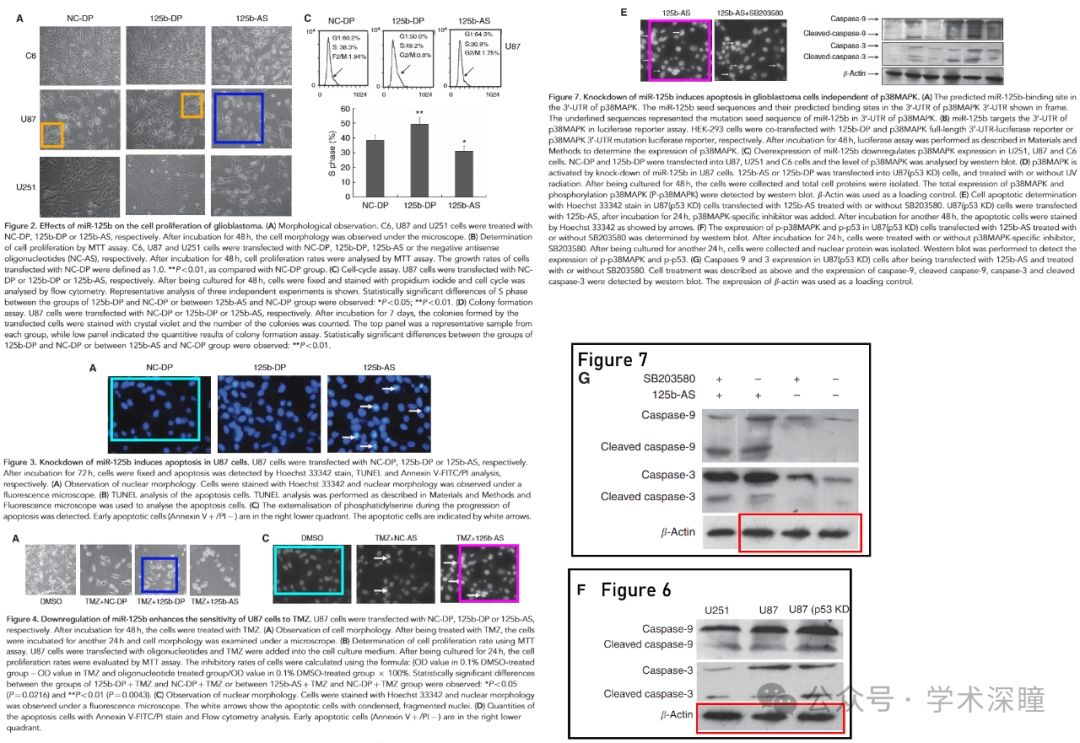 A
NC-DP 125b-DP 125b-AS
C6
U87
U251
C
NC-DP 125b-DP 125b-AS
G1:60.2%
S: 38.3%
F2/M:1.94%
G1:50.0%
S:49.2%
G2/M:0.8%
G1:64.3%
S:30.9%
G2/M:1.75%
U87
1024 0 1024 0 1024
S phase (%)
60
50
40
30
20
10
0
**
*
NC-DP 125b-DP 125b-AS
Figure 2. Effects of miR-125b on the cell proliferation of glioblastoma. (A) Morphological observation. C6, U87 and U251 cells were treated with
NC-DP, 125b-DP or 125b-AS, respectively. After incubation for 48 h, the cell morphology was observed under the microscope. (B) Determination
of cell proliferation by MTT assay. C6, U87 and U251 cells were transfected with NC-DP, 125b-DP, 125b-AS or the negative antisense
oligonucleotides (NC-AS), respectively. After incubation for 48 h, cell proliferation rates were analysed by MTT assay. The growth rates of cells
transfected with NC-DP were defined as 1.0. **P<0.01, as compared with NC-DP group. (C) Cell-cycle assay. U87 cells were transfected with NC-
DP or 125b-DP or 125b-AS, respectively. After being cultured for 48 h, cells were fixed and stained with propidium iodide and cell cycle was
analysed by flow cytometry. Representative analysis of three independent experiments is shown. Statistically significant differences of S phase
between the groups of 125b-DP and NC-DP or between 125b-AS and NC-DP group were observed: *P<0.05; **P<0.01. (D) Colony formation
assay. U87 cells were transfected with NC-DP or 125b-DP or 125b-AS, respectively. After incubation for 7 days, the colonies formed by the
transfected cells were stained with crystal violet and the number of the colonies was counted. The top panel was a representative sample from
each group, while low panel indicated the quantitive results of colony formation assay. Statistically significant differences between the groups of
125b-DP and NC-DP or between 125b-AS and NC-DP group were observed: **P<0.01.
A
NC-DP 125b-DP 125b-AS
Figure 3. Knockdown of miR-125b induces apoptosis in U87 cells. U87 cells were transfected with NC-DP, 125b-DP or 125b-AS, respectively.
After incubation for 72 h, cells were fixed and apoptosis was detected by Hoechst 33342 stain, TUNEL and Annexin V-FITC/PI analysis,
respectively. (A) Observation of nuclear morphology. Cells were stained with Hoechst 33342 and nuclear morphology was observed under a
fluorescence microscope. (B) TUNEL analysis of the apoptosis cells. TUNEL analysis was performed as described in Materials and Methods and
Fluorescence microscope was used to analyse the apoptosis cells. (C) The externalisation of phosphatidylserine during the progression of
apoptosis was detected. Early apoptotic cells (Annexin V+/PI−) are in the right lower quadrant. The apoptotic cells are indicated by white arrows.
A
DMSO TMZ+NC-DP TMZ+125b-DP TMZ+125b-AS
C
DMSO TMZ+NC-AS TMZ+125b-AS
Figure 4. Downregulation of miR-125b enhances the sensitivity of U87 cells to TMZ. U87 cells were transfected with NC-DP, 125b-DP or 125b-AS,
respectively. After incubation for 48 h, the cells were treated with TMZ. (A) Observation of cell morphology. After being treated with TMZ, the cells
were incubated for another 24 h and cell morphology was examined under a microscope. (B) Determination of cell proliferation rate using MTT
assay. U87 cells were transfected with oligonucleotides and TMZ were added into the cell culture medium. After being cultured for 24 h, the cell
proliferation rates were evaluated by MTT assay. The inhibitory rates of cells were calculated using the formula: (OD value in 0.1% DMSO-treated
group − OD value in TMZ and oligonucleotide treated group/OD value in 0.1% DMSO-treated group × 100%. Statistically significant differences
between the groups of 125b-DP + TMZ and NC-DP + TMZ or between 125b-AS + TMZ and NC-DP + TMZ group were observed: *P<0.05
(P = 0.0216) and **P<0.01 (P = 0.0043). (C) Observation of nuclear morphology. Cells were stained with Hoechst 33342 and nuclear morphology
was observed under a fluorescence microscope. The white arrows show the apoptotic cells with condensed, fragmented nuclei. (D) Quantities of
the apoptosis cells with Annexin V-FITC/PI stain and Flow cytometry analysis. Early apoptotic cells (Annexin V+/PI−) are in the right lower
quadrant.
E
125b-AS 125b-AS+SB203580
Caspase-9
Cleaved-caspase-9
Caspase-3
Cleaved-caspase-3
β-Actin
Figure 7. Knockdown of miR-125b induces apoptosis in glioblastoma cells independent of p38MAPK. (A) The predicted miR-125b-binding site in
the 3′-UTR of p38MAPK. The miR-125b seed sequences and their predicted binding sites in the 3′-UTR of p38MAPK 3′-UTR shown in frame.
The underlined sequences represented the mutation seed sequence of miR-125b in 3′-UTR of p38MAPK. (B) miR-125b targets the 3′-UTR of
p38MAPK in luciferase reporter assay. HEK-293 cells were co-transfected with 125b-DP and p38MAPK full-length 3′-UTR-luciferase reporter or
p38MAPK 3′-UTR mutation luciferase reporter, respectively. After incubation for 48 h, luciferase assay was performed as described in Materials and
Methods to determine the expression of p38MAPK. (C) Overexpression of miR-125b downregulates p38MAPK expression in U251, U87 and C6
cells. NC-DP and 125b-DP were transfected into U87, U251 and C6 cells and the level of p38MAPK was analysed by western blot. (D) p38MAPK is
activated by knock-down of miR-125b in U87 cells. 125b-AS or 125b-DP was transfected into U87(p53 KD) cells, and treated with or without UV
radiation. After being cultured for 48 h, the cells were collected and total cell proteins were isolated. The total expression of p38MAPK and
phosphorylation p38MAPK (P-p38MAPK) were detected by western blot. β-Actin was used as a loading control. (E) Cell apoptotic determination
with Hoechst 33342 stain in U87(p53 KD) cells transfected with 125b-AS treated with or without SB203580. U87(p53 KD) cells were transfected
with 125b-AS, after incubation for 24 h, p38MAPK-specific inhibitor was added. After incubation for another 48 h, the apoptotic cells were stained
by Hoechst 33342 as showed by arrows. (F) The expression of p-p38MAPK and p-p53 in U87(p53 KD) cells transfected with 125b-AS treated with
or without SB203580 was determined by western blot. After incubation for 24 h, cells were treated with or without p38MAPK-specific inhibitor,
SB203580. After being cultured for another 24 h, cells were collected and nuclear protein was isolated. Western blot was performed to detect the
expression of p-p38MAPK and p-p53. (G) Caspases 9 and 3 expression in U87(p53 KD) cells after being transfected with 125b-AS and treated
with or without SB203580. Cell treatment was described as above and the expression of caspase-9, cleaved caspase-9, caspase-3 and cleaved
caspase-3 were detected by western blot. The expression of β-actin was used as a loading control.
Figure 7
G
SB203580 + − + −
125b-AS + + − −
Caspase-9
Cleaved caspase-9
Caspase-3
Cleaved caspase-3
β-Actin
F Figure 6
U251 U87 U87 (p53 KD)
Caspase-9
Cleaved caspase-9
Caspase-3
Cleaved caspase-3
β-Actin
公众号 · 学术深瞳